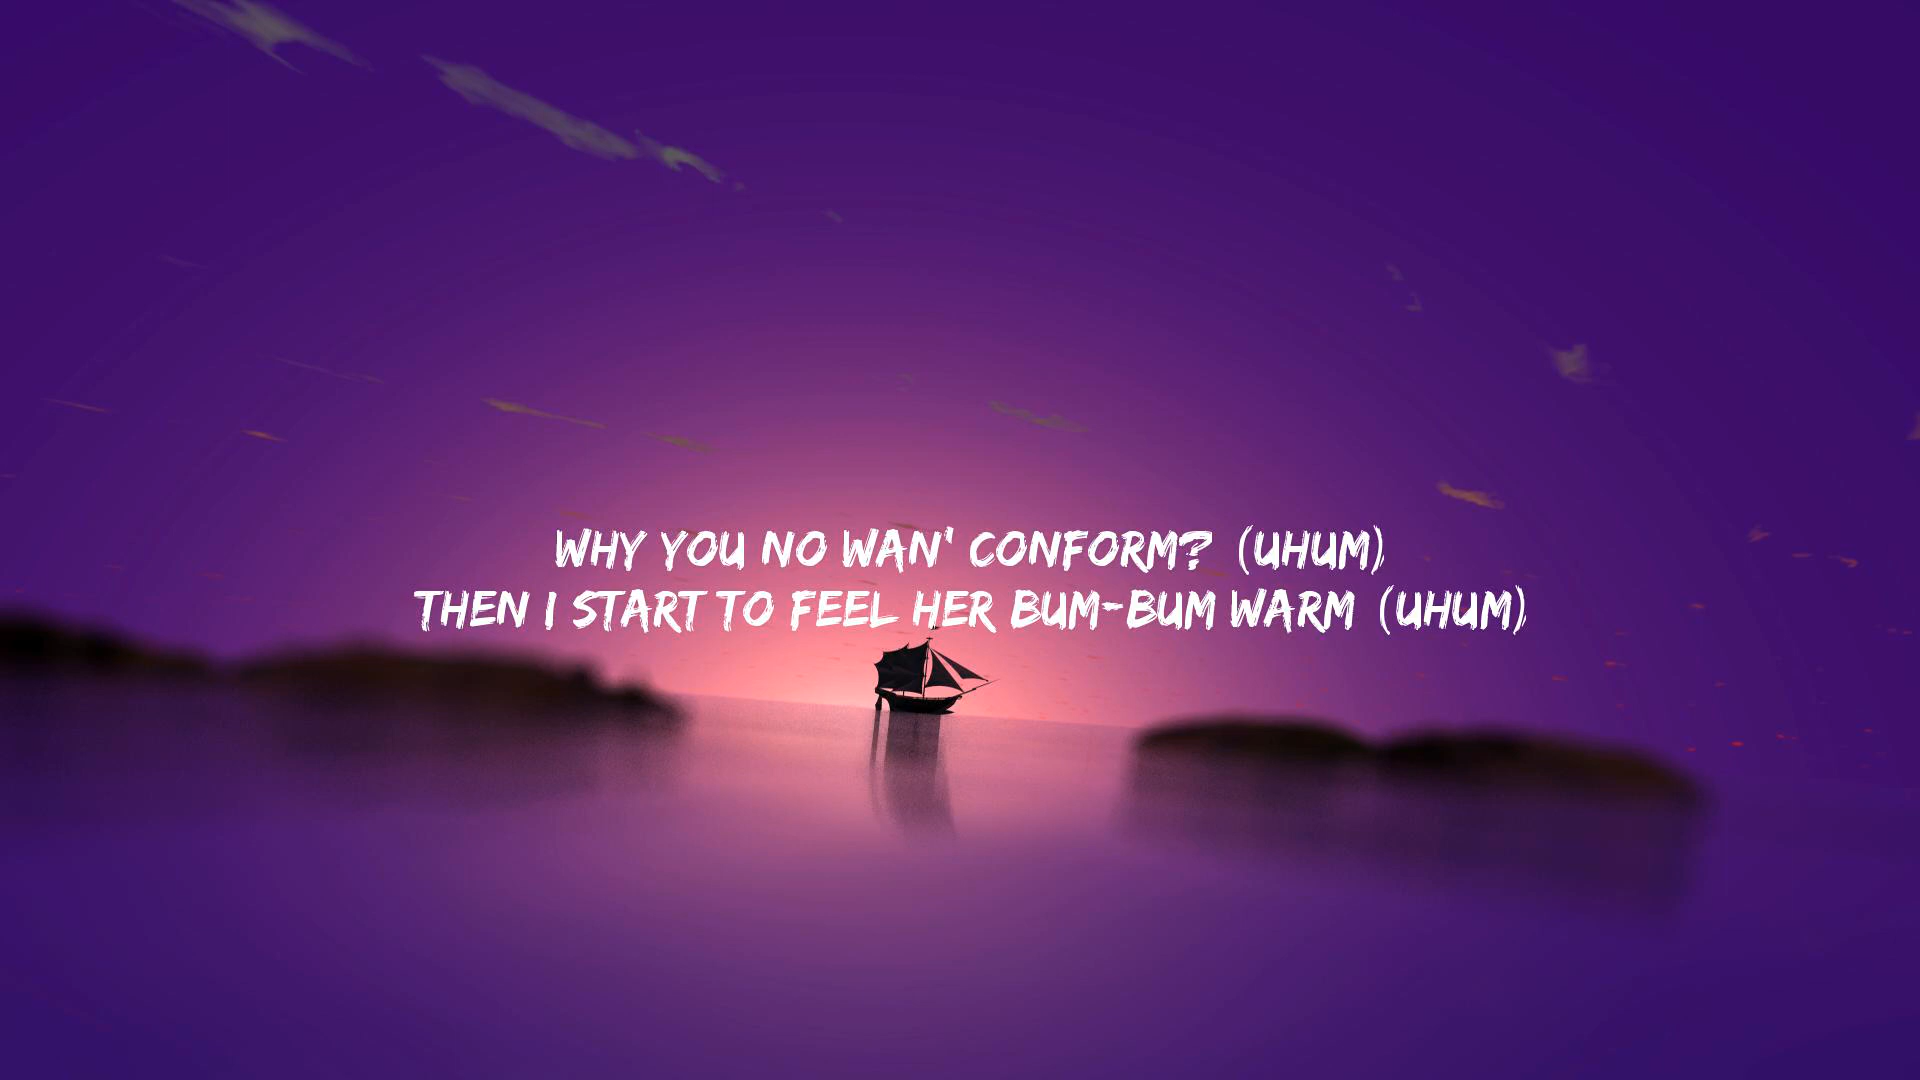 WHY YOU NO WAN' CONFORM? (UHUM)
THEN I START TO FEEL HER BUM-BUM WARM (UHUM)